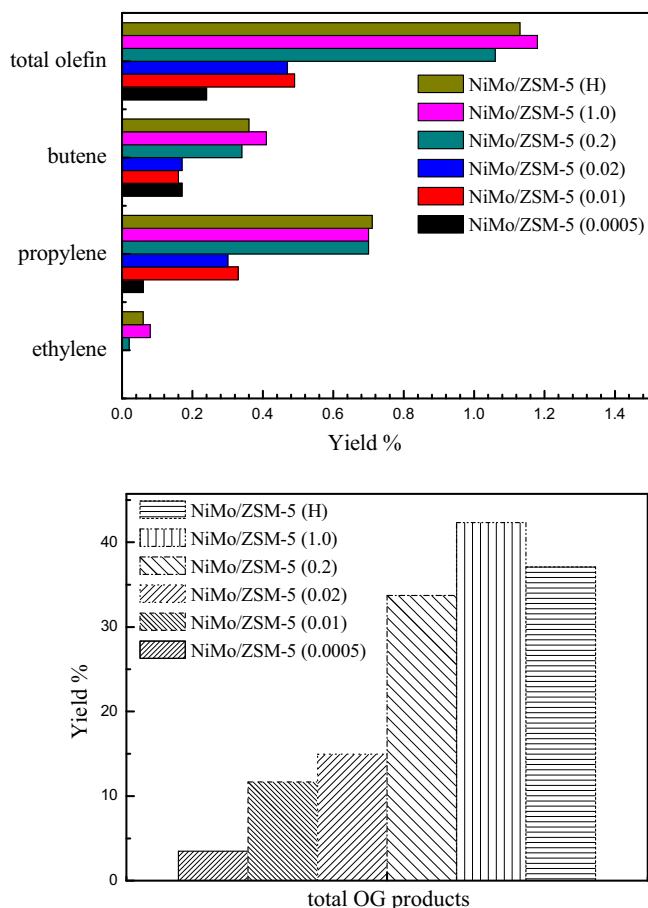 total olefin
butene
propylene
ethylene
NiMo/ZSM-5 (H)
NiMo/ZSM-5 (1.0)
NiMo/ZSM-5 (0.2)
NiMo/ZSM-5 (0.02)
NiMo/ZSM-5 (0.01)
NiMo/ZSM-5 (0.0005)
0.0 0.2 0.4 0.6 0.8 1.0 1.2 1.4
Yield %
NiMo/ZSM-5 (H)
NiMo/ZSM-5 (1.0)
NiMo/ZSM-5 (0.2)
NiMo/ZSM-5 (0.02)
NiMo/ZSM-5 (0.01)
NiMo/ZSM-5 (0.0005)
40
30
20
10
0
Yield %
total OG products